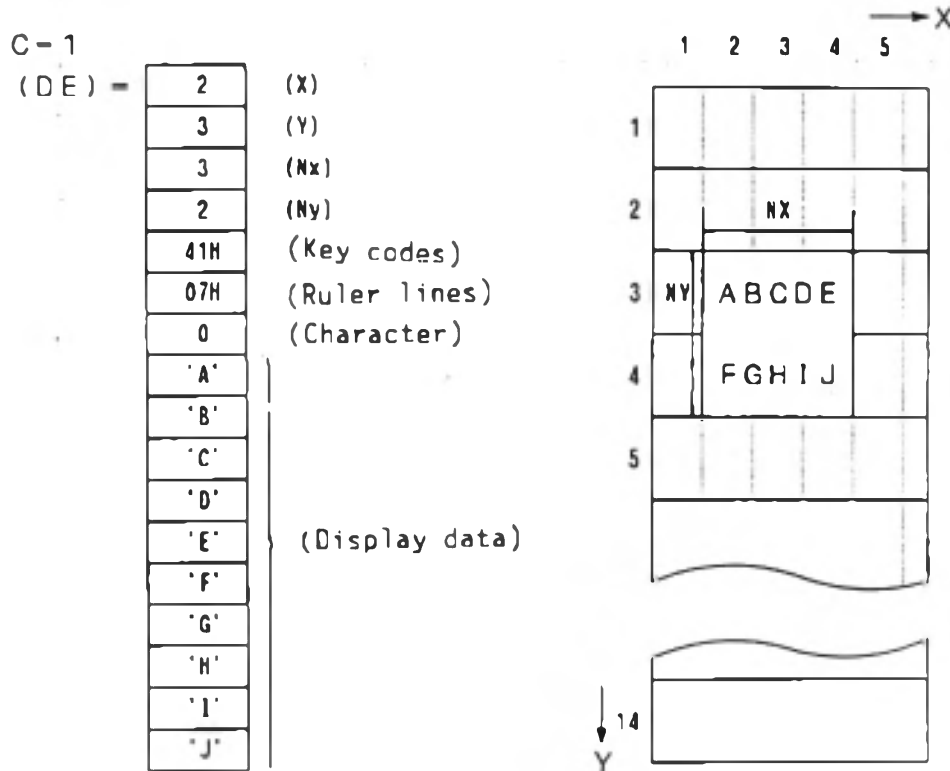 C-1
(DE) =
2 (X)
3 (Y)
3 (Nx)
2 (Ny)
41H (Key codes)
07H (Ruler lines)
0 (Character)
'A'
'B'
'C'
'D'
'E' (Display data)
'F'
'G'
'H'
'I'
'J'
X
1 2 3 4 5
1
2 NX
3 NY ABCDE
4 FGHIJ
5
14
Y